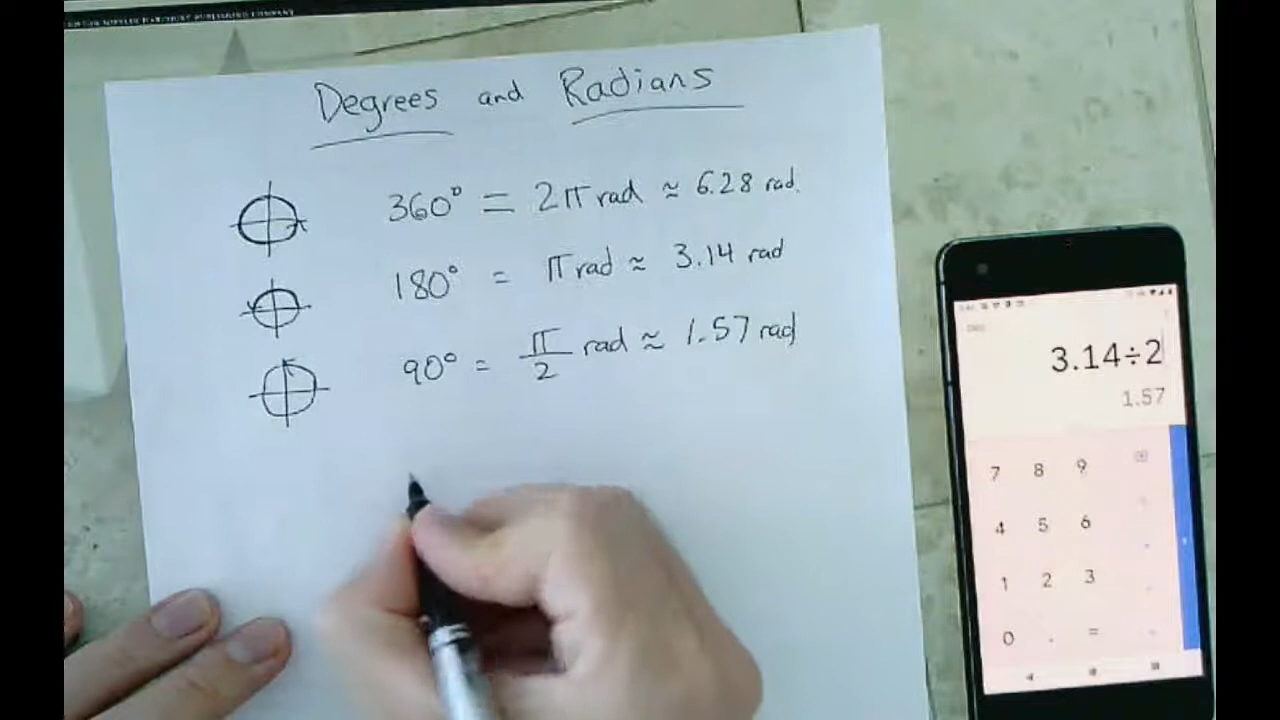 Degrees and Radians
360° = 2π rad ≈ 6.28 rad.
180° = π rad ≈ 3.14 rad
90° = π/2 rad ≈ 1.57 rad
3.14÷2
1.57
7 8 9
4 5 6
1 2 3
0 . =